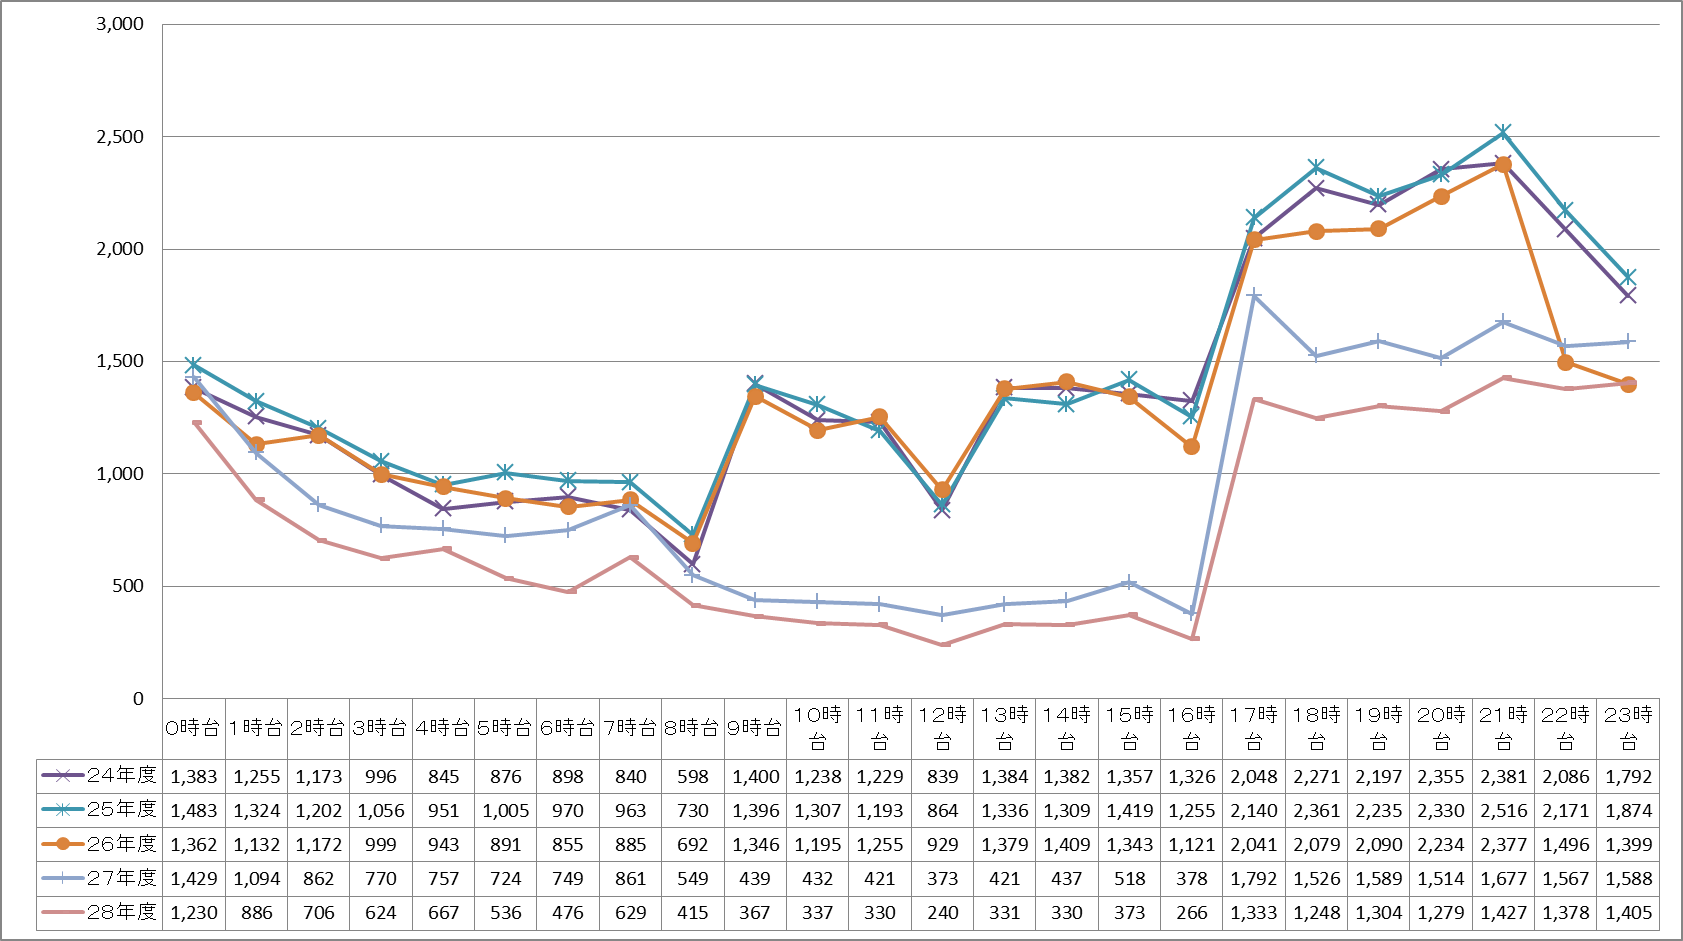 3,000
2,500
2,000
1,500
1,000
500
0
0時台 1時台 2時台 3時台 4時台 5時台 6時台 7時台 8時台 9時台 10時台 11時台 12時台 13時台 14時台 15時台 16時台 17時台 18時台 19時台 20時台 21時台 22時台 23時台
24年度 1,383 1,255 1,173 996 845 876 898 840 598 1,400 1,238 1,229 839 1,384 1,382 1,357 1,326 2,048 2,271 2,197 2,355 2,381 2,086 1,792
25年度 1,483 1,324 1,202 1,056 951 1,005 970 963 730 1,396 1,307 1,193 864 1,336 1,309 1,419 1,255 2,140 2,361 2,235 2,330 2,516 2,171 1,874
26年度 1,362 1,132 1,172 999 943 891 855 885 692 1,346 1,195 1,255 929 1,379 1,409 1,343 1,121 2,041 2,079 2,090 2,234 2,377 1,496 1,399
27年度 1,429 1,094 862 770 757 724 749 861 549 439 432 421 373 421 437 518 378 1,792 1,526 1,589 1,514 1,677 1,567 1,588
28年度 1,230 886 706 624 667 536 476 629 415 367 337 330 240 331 330 373 266 1,333 1,248 1,304 1,279 1,427 1,378 1,405